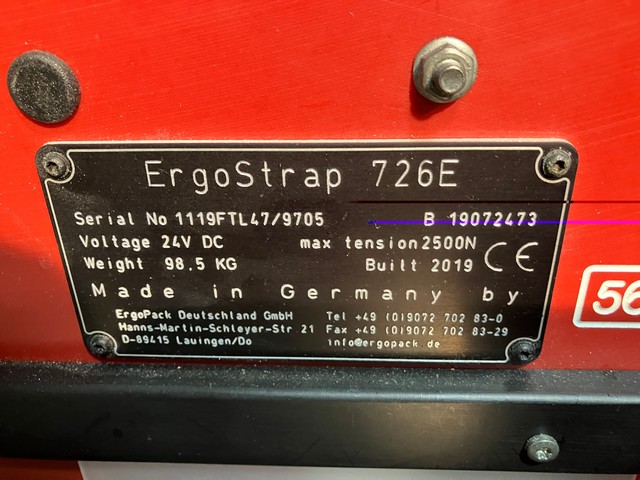 ErgoStrap 726E
Serial No 1119FTL47/9705 B 19072473
Voltage 24V DC max tension 2500N
Weight 98,5 KG Built 2019 CE
Made in Germany by
ErgoPack Deutschland GmbH Tel +49 (0)9072 702 83-0
Hanns-Martin-Schleyer-Str 21 Fax +49 (0)9072 702 83-29
D-89415 Lauingen/Do info@ergopack.de